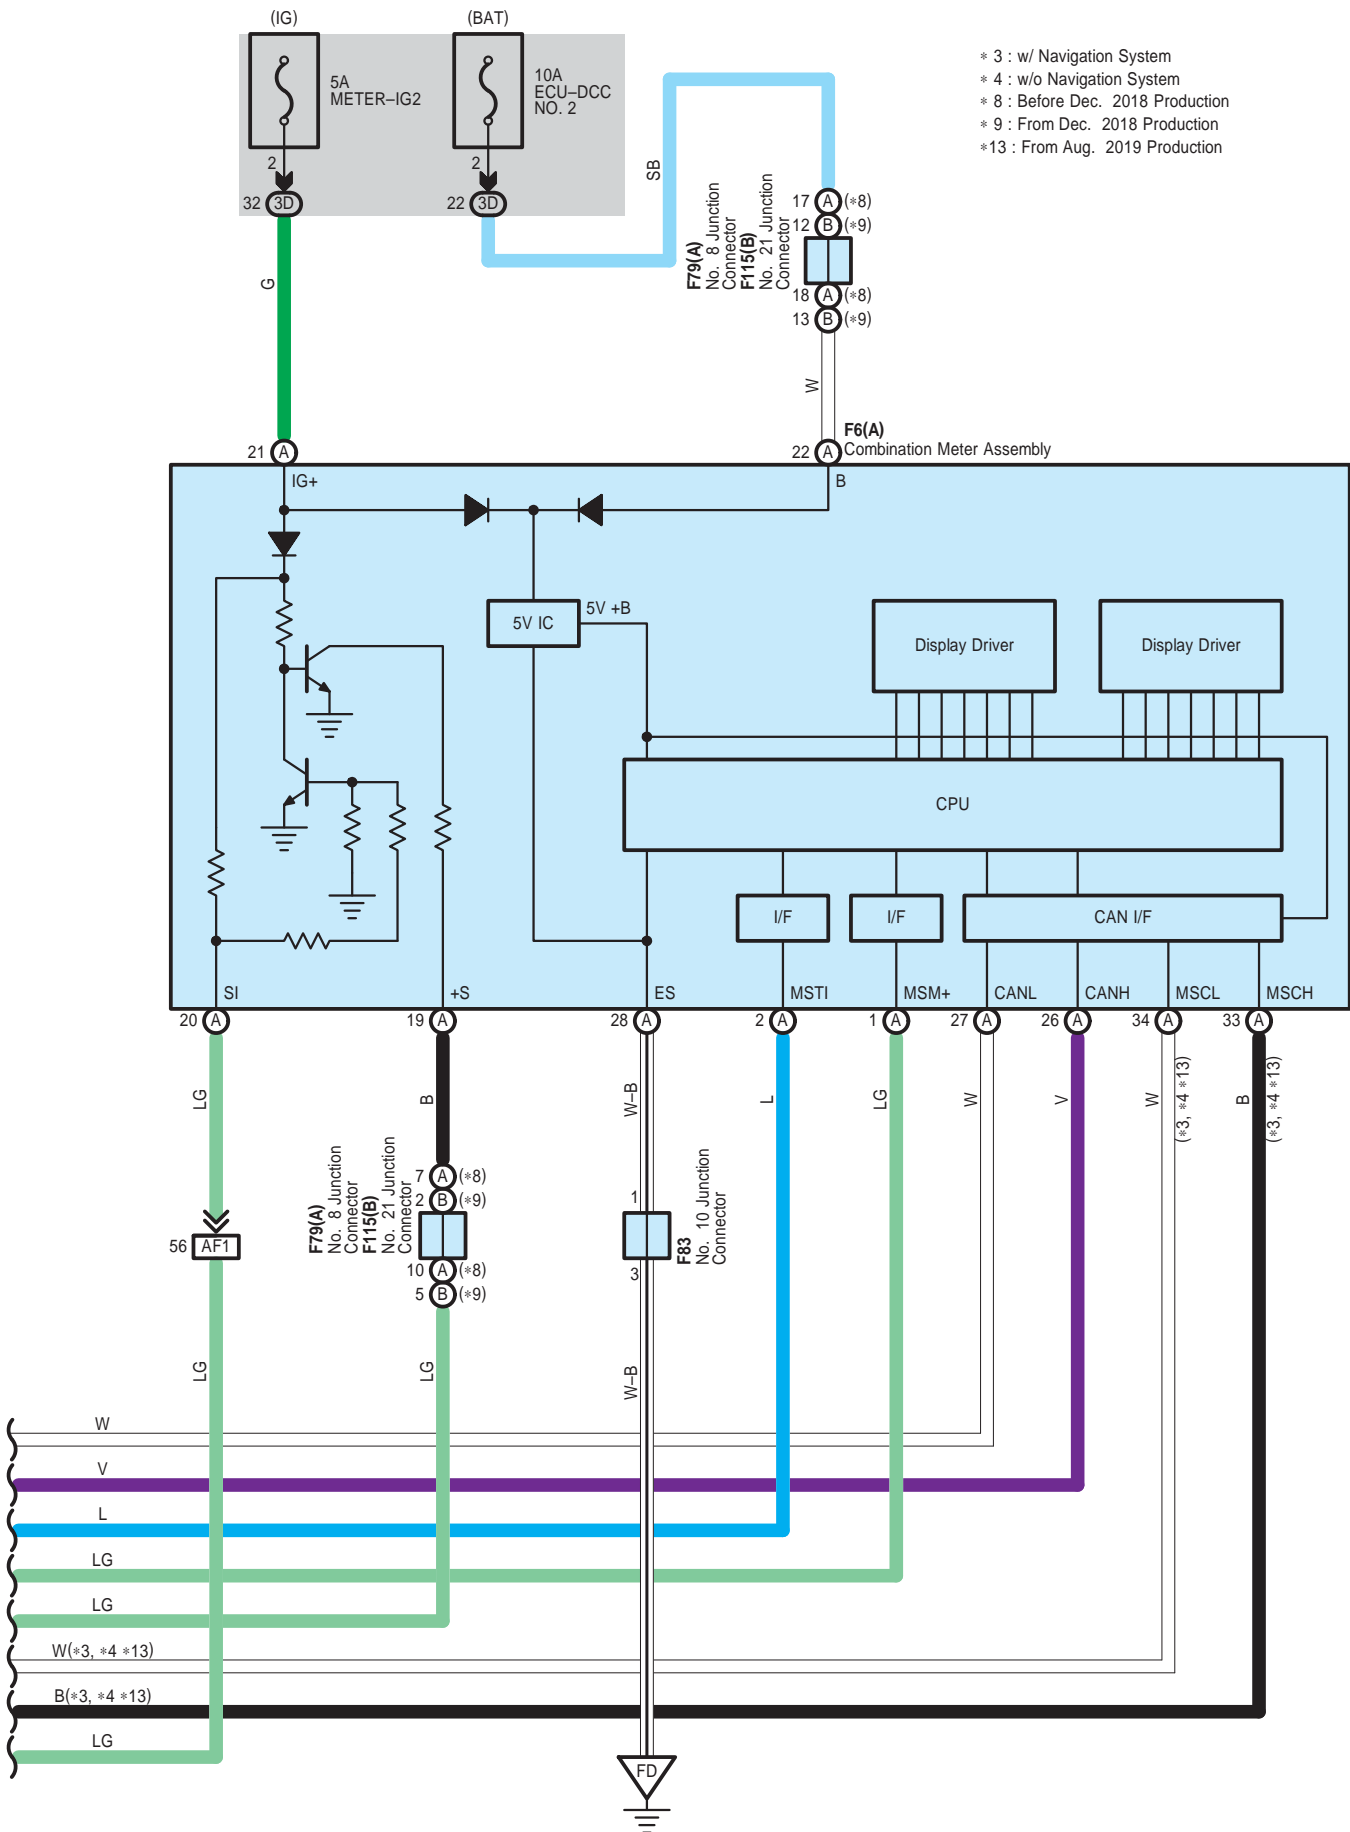 (IG)
(BAT)
5A
METER–IG2
10A
ECU–DCC
NO. 2
2
2
32 3D
22 3D
∗ 3 : w/ Navigation System
∗ 4 : w/o Navigation System
∗ 8 : Before Dec. 2018 Production
∗ 9 : From Dec. 2018 Production
∗13 : From Aug. 2019 Production
SB
G
F79(A)
No. 8 Junction
Connector
F115(B)
No. 21 Junction
Connector
17 A (∗8)
12 B (∗9)
18 A (∗8)
13 B (∗9)
W
F6(A)
Combination Meter Assembly
21 A
22 A
IG+
B
5V IC
5V +B
Display Driver
Display Driver
CPU
I/F
I/F
CAN I/F
SI
+S
ES
MSTI
MSM+
CANL
CANH
MSCL
MSCH
20 A
19 A
28 A
2 A
1 A
27 A
26 A
34 A
33 A
LG
B
W–B
L
LG
W
V
W
(∗3, ∗4 ∗13)
B
(∗3, ∗4 ∗13)
F79(A)
No. 8 Junction
Connector
F115(B)
No. 21 Junction
Connector
7 A (∗8)
2 B (∗9)
10 A (∗8)
5 B (∗9)
1
3
F83
No. 10 Junction
Connector
56 AF1
LG
LG
W–B
W
V
L
LG
LG
W(∗3, ∗4 ∗13)
B(∗3, ∗4 ∗13)
LG
FD